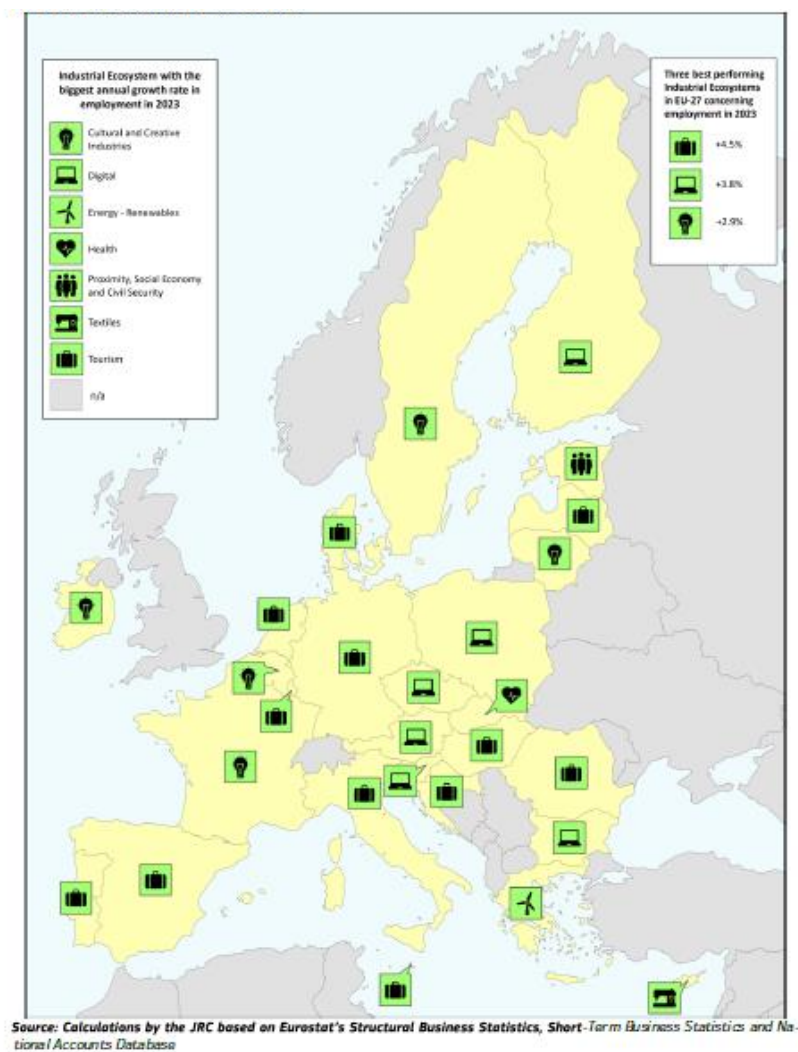 Industrial Ecosystem with the
biggest annual growth rate in
employment in 2023
Cultural and Creative
Industries
Digital
Energy - Renewables
Health
Proximity, Social Economy
and Civil Security
Textiles
Tourism
n/a
Three best performing
Industrial Ecosystems
in EU-27 concerning
employment in 2023
+4.5%
+3.8%
+2.9%
Source: Calculations by the JRC based on Eurostat's Structural Business Statistics, Short-Term Business Statistics and Na-
tional Accounts Database